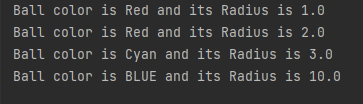 Ball color is Red and its Radius is 1.0
Ball color is Red and its Radius is 2.0
Ball color is Cyan and its Radius is 3.0
Ball color is BLUE and its Radius is 10.0